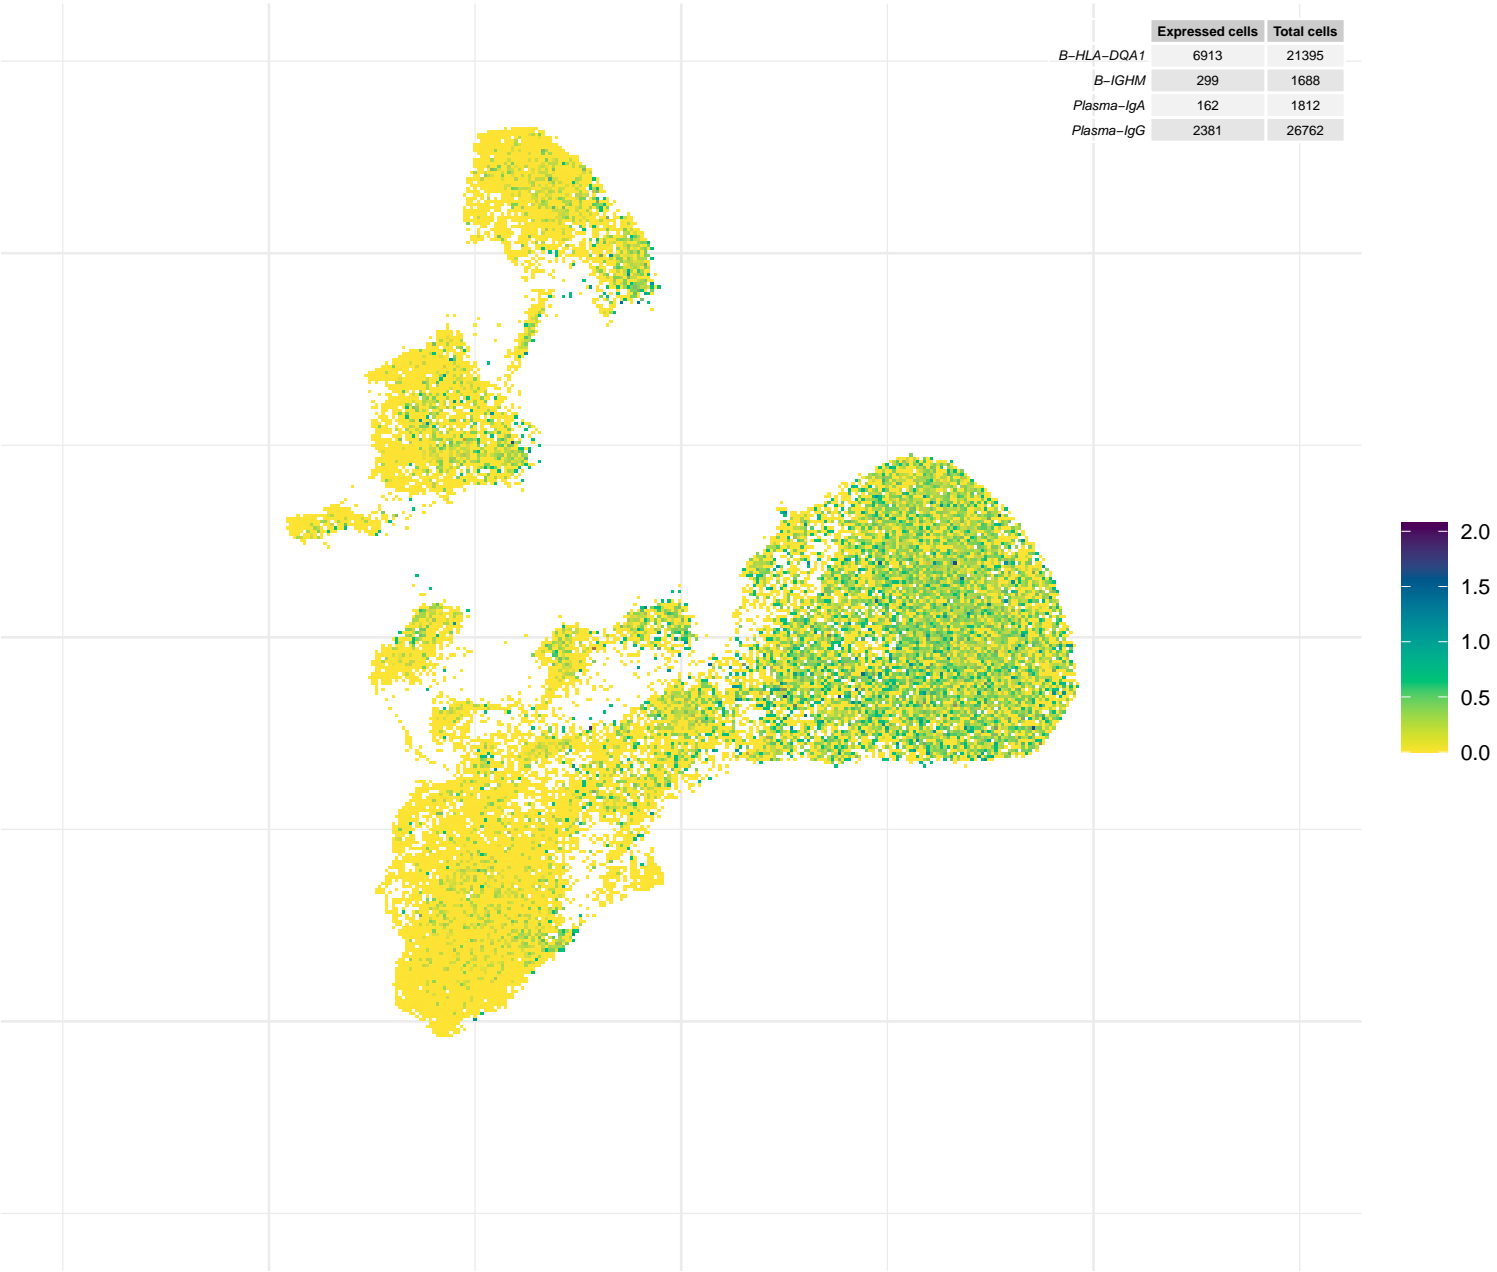 Expressed cells Total cells
B−HLA−DQA1 6913 21395
B−IGHM 299 1688
Plasma−IgA 162 1812
Plasma−IgG 2381 26762
2.0
1.5
1.0
0.5
0.0